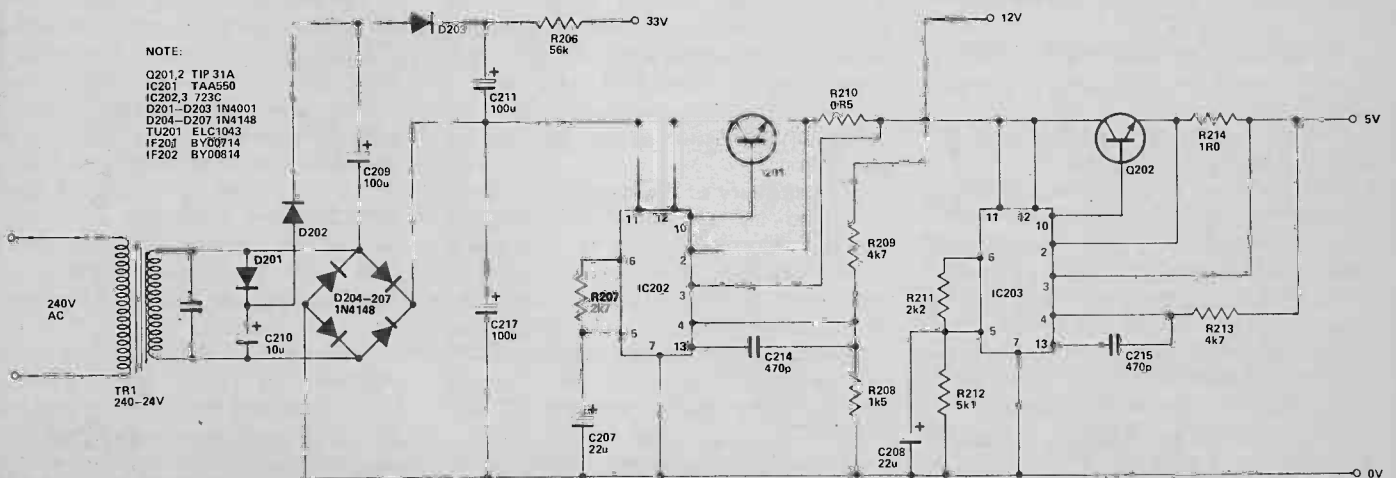 NOTE:
Q201,2 TIP 31A
IC201 TAA550
IC202,3 723C
D201–D203 1N4001
D204–D207 1N4148
TU201 ELC1043
IF201 BY00714
IF202 BY00814
D203
R206
56k
33V
12V
C211
100u
C209
100u
D202
R210
0R5
R214
1R0
5V
Q202
240V
AC
TR1
240–24V
D201
C210
10u
D204–207
1N4148
C217
100u
11
12
10
6
2
IC202
3
5
4
7
13
R207
2k7
C207
22u
C214
470p
R209
4k7
R208
1k5
11
12
10
6
2
IC203
3
5
4
7
13
R211
2k2
R212
5k1
C208
22u
C215
470p
R213
4k7
0V